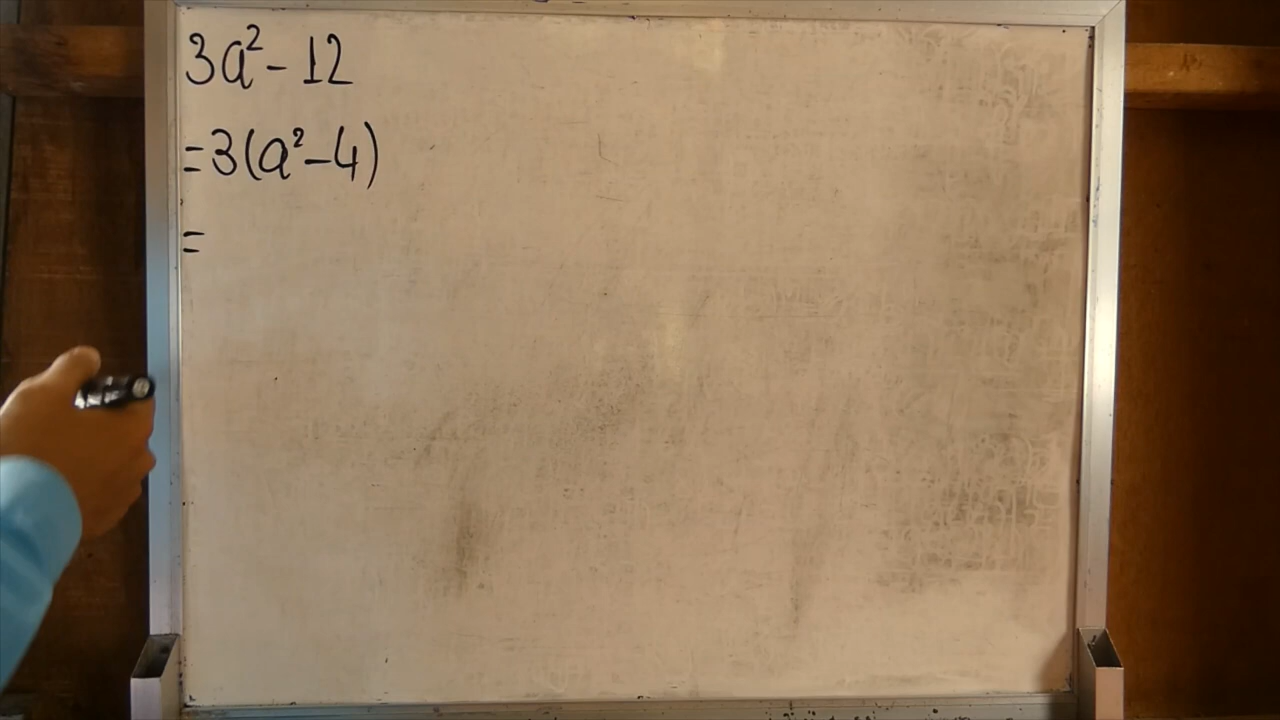 3a² - 12
= 3(a² - 4)
=